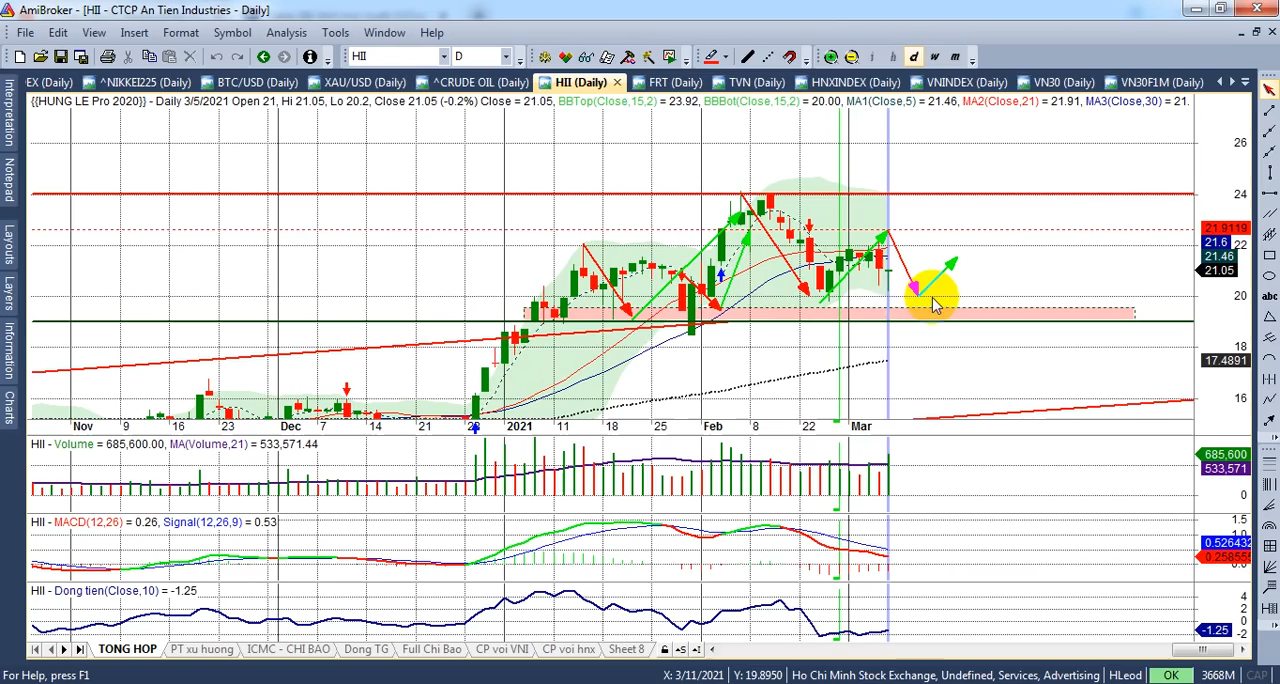 AmiBroker - [HII - CTCP An Tien Industries - Daily]
File Edit View Insert Format Symbol Analysis Tools Window Help
HII D i h d w m
EX (Daily) ^NIKKEI225 (Daily) BTC/USD (Daily) XAU/USD (Daily) ^CRUDE OIL (Daily) HII (Daily) FRT (Daily) TVN (Daily) HNXINDEX (Daily) VNINDEX (Daily) VN30 (Daily) VN30F1M (Daily)
{{HUNG LE Pro 2020}} - Daily 3/5/2021 Open 21, Hi 21.05, Lo 20.2, Close 21.05 (-0.2%) Close = 21.05, BBTop(Close,15,2) = 23.92, BBBot(Close,15,2) = 20.00, MA1(Close,5) = 21.46, MA2(Close,21) = 21.91, MA3(Close,30) = 21.
Interpretation
Notepad
Layouts
Layers
Information
Charts
26
24
21.9119
22
21.6
21.46
21.05
20
18
17.4891
16
Nov 9 16 23 Dec 7 14 21 28 2021 11 18 25 Feb 8 22 Mar
HII - Volume = 685,600.00, MA(Volume,21) = 533,571.44
685,600
533,571
0
HII - MACD(12,26) = 0.26, Signal(12,26,9) = 0.53
1.5
0.526432
0.258555
HII - Dong tien(Close,10) = -1.25
4
2
0
-1.25
-2
TONG HOP PT xu huong ICMC - CHI BAO Dong TG Full Chi Bao CP voi VNI CP voi hnx Sheet 8
For Help, press F1 X: 3/11/2021 Y: 19.8950 Ho Chi Minh Stock Exchange, Undefined, Services, Advertising HLeod OK 3668M CAP